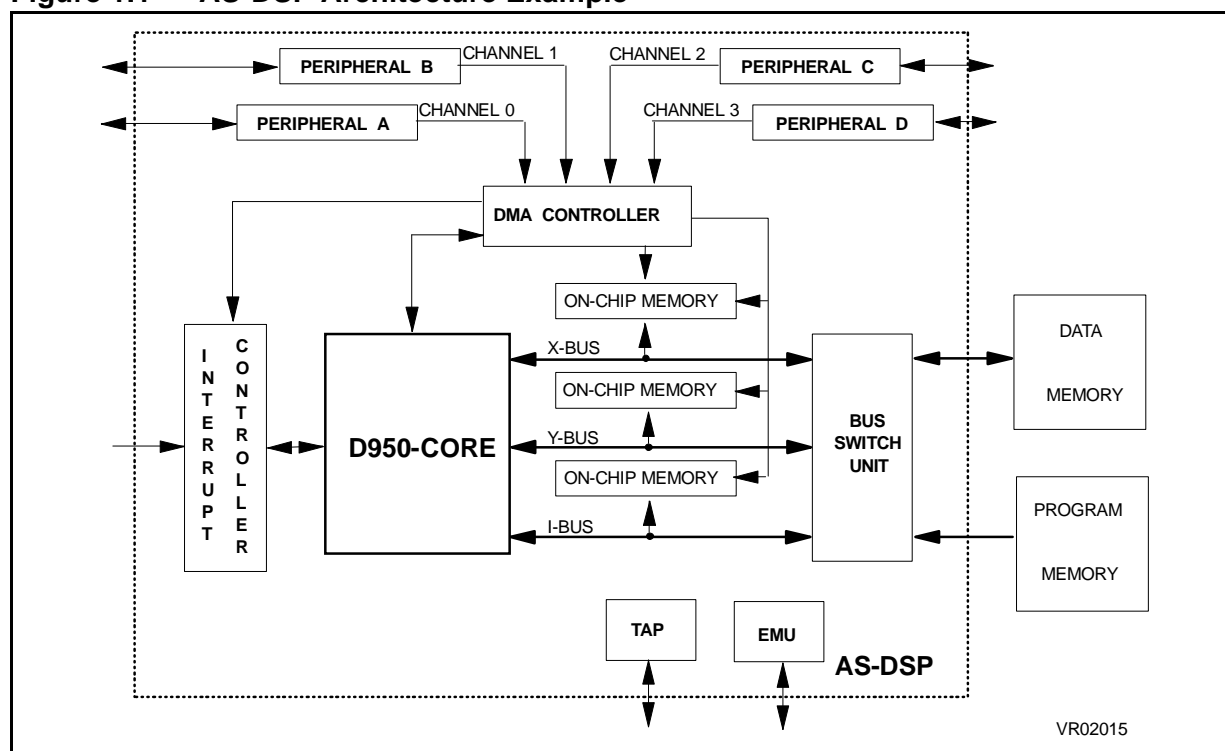 Figure 1.1 AS-DSP Architecture Example
PERIPHERAL B
CHANNEL 1
CHANNEL 2
PERIPHERAL C
PERIPHERAL A
CHANNEL 0
CHANNEL 3
PERIPHERAL D
DMA CONTROLLER
ON-CHIP MEMORY
INTERRUPT
CONTROLLER
D950-CORE
X-BUS
ON-CHIP MEMORY
Y-BUS
ON-CHIP MEMORY
I-BUS
BUS
SWITCH
UNIT
DATA
MEMORY
PROGRAM
MEMORY
TAP
EMU
AS-DSP
VR02015